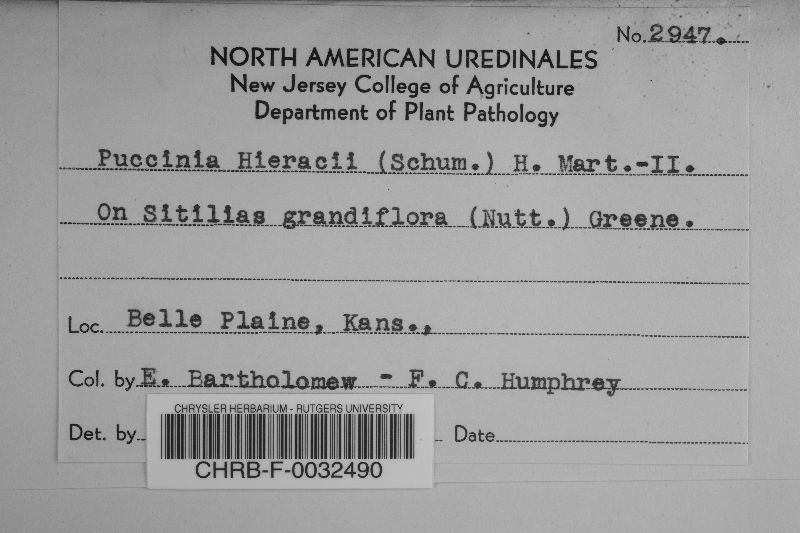 No. 2947.
NORTH AMERICAN UREDINALES
New Jersey College of Agriculture
Department of Plant Pathology
Puccinia Hieracii (Schum.) H. Mart.-II.
On Sitilias grandiflora (Nutt.) Greene.
Loc. Belle Plaine, Kans.,
Col. by E. Bartholomew - F. C. Humphrey
Det. by Date
CHRYSLER HERBARIUM - RUTGERS UNIVERSITY
CHRB-F-0032490